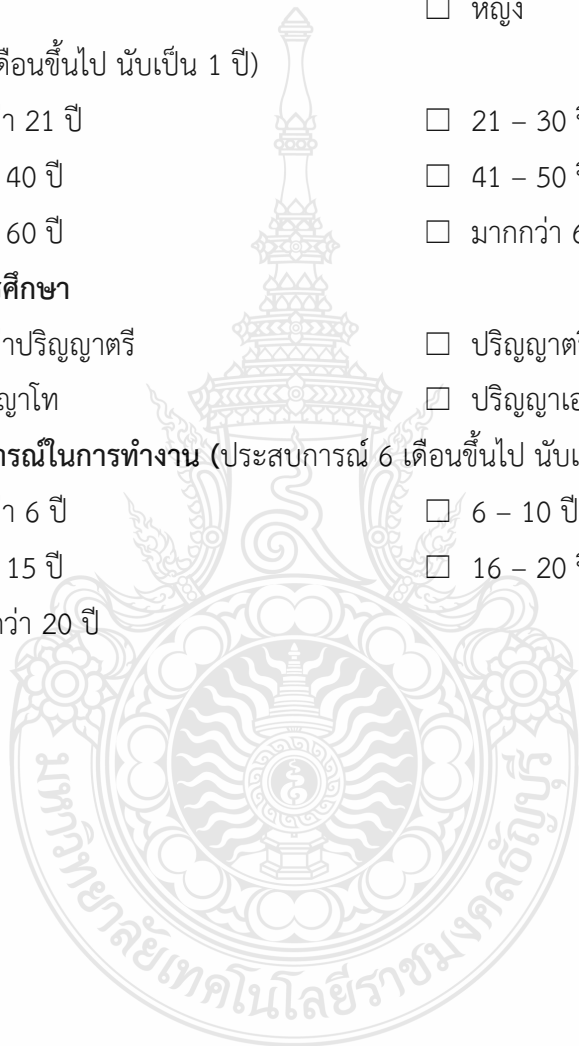 ☐ หญิง
ดือนขึ้นไป นับเป็น 1 ปี)
า 21 ปี ☐ 21 – 30
40 ปี ☐ 41 – 50
60 ปี ☐ มากกว่า
ศึกษา
าปริญญาตรี ☐ ปริญญาตรี
ญาโท ☐ ปริญญาเอ
ารณ์ในการทำงาน (ประสบการณ์ 6 เดือนขึ้นไป นับเ
า 6 ปี ☐ 6 – 10 ปี
15 ปี ☐ 16 – 20
ว่า 20 ปี
มหาวิทยาลัยเทคโนโลยีราชมงคลธัญบุรี